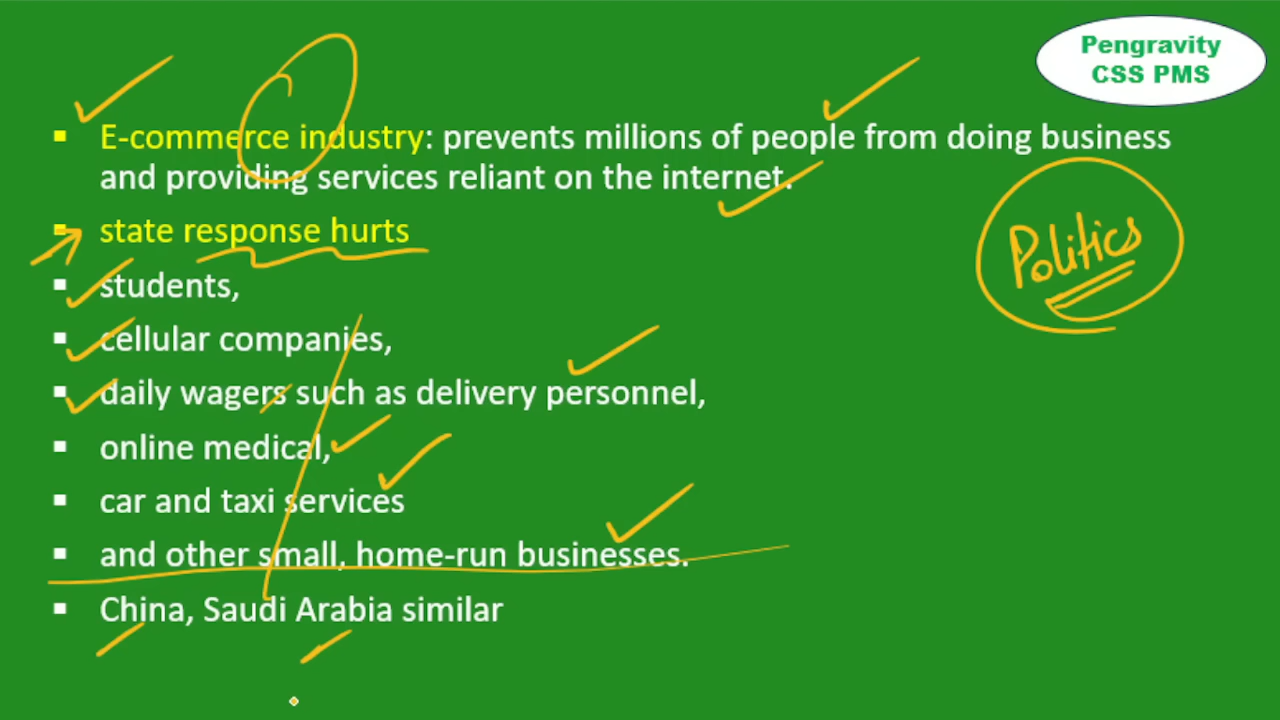 Pengravity
CSS PMS
▪ E-commerce industry: prevents millions of people from doing business
and providing services reliant on the internet.
▪ state response hurts
Politics
▪ students,
▪ cellular companies,
▪ daily wagers such as delivery personnel,
▪ online medical,
▪ car and taxi services
▪ and other small, home-run businesses.
▪ China, Saudi Arabia similar